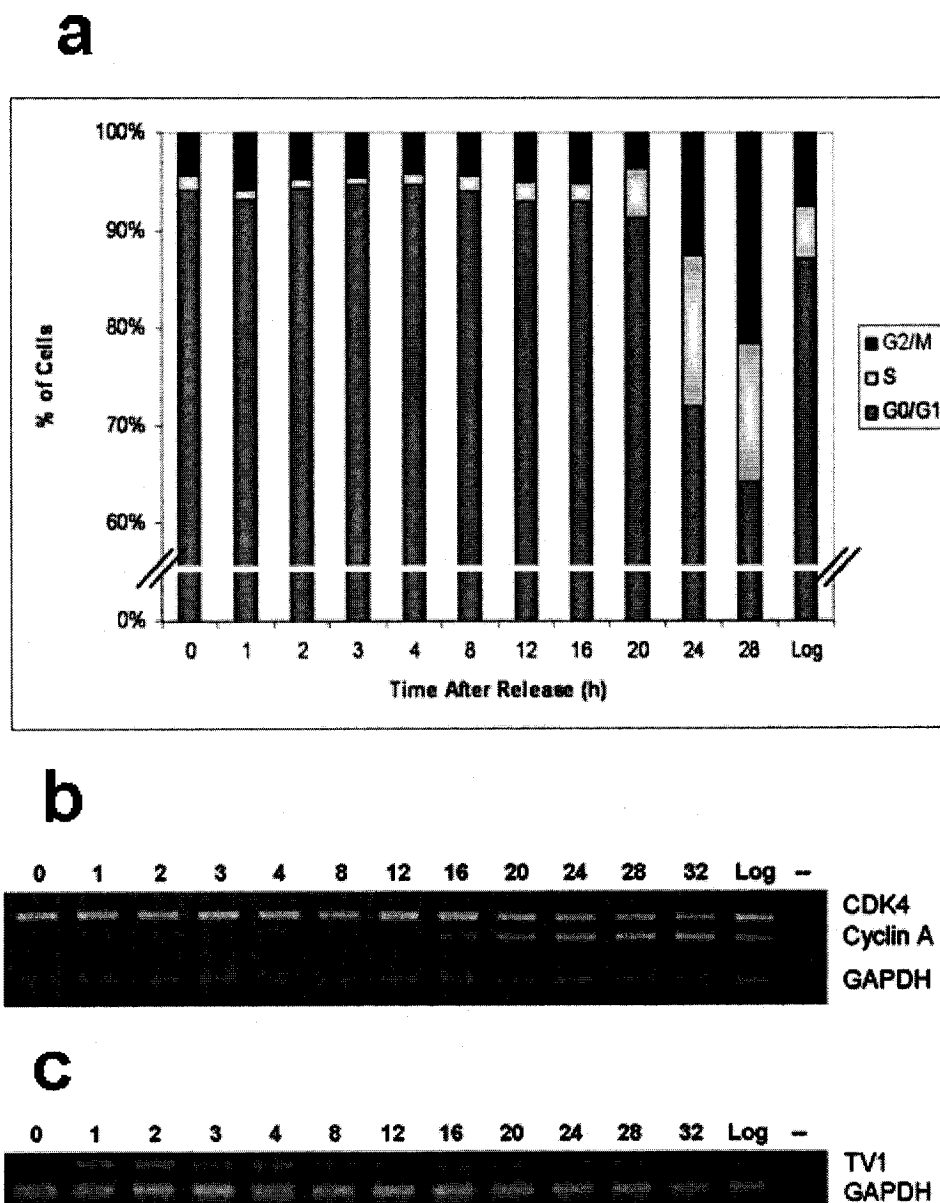 a
100%
90%
80%
70%
60%
0%
% of Cells
0 1 2 3 4 8 12 16 20 24 28 Log
Time After Release (h)
G2/M
S
G0/G1
b
0 1 2 3 4 8 12 16 20 24 28 32 Log --
CDK4
Cyclin A
GAPDH
c
0 1 2 3 4 8 12 16 20 24 28 32 Log --
TV1
GAPDH